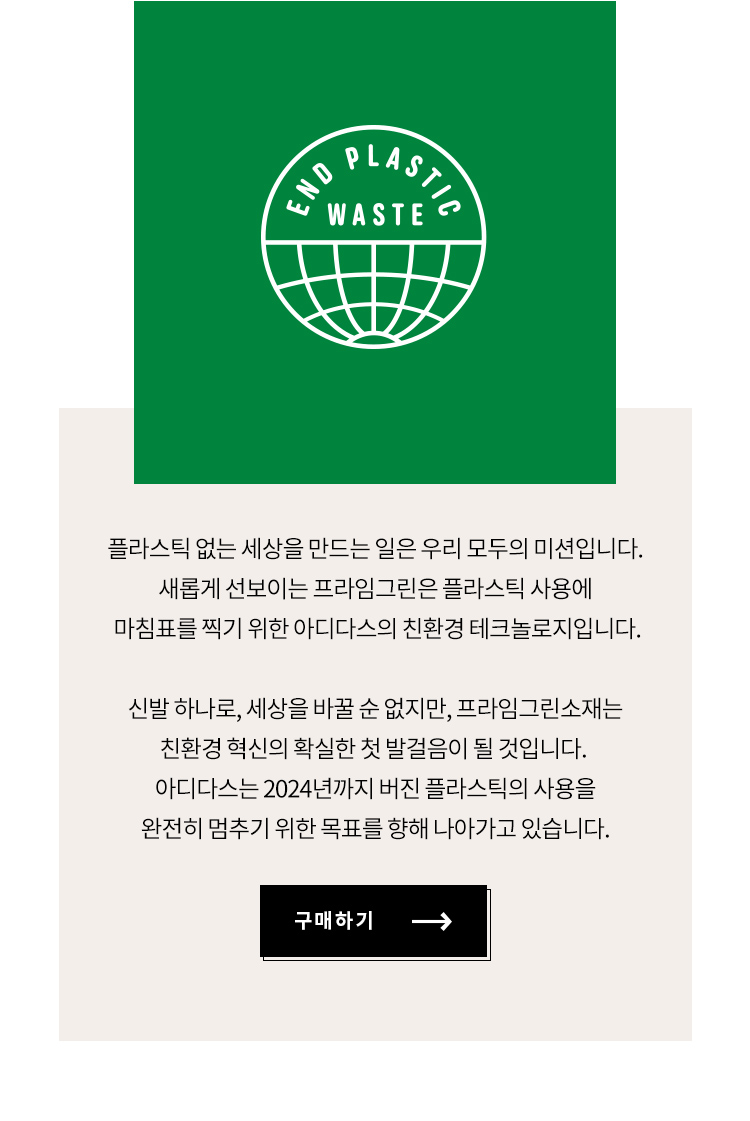 END PLASTIC
WASTE
플라스틱 없는 세상을 만드는 일은 우리 모두의 미션입니다.
새롭게 선보이는 프라임그린은 플라스틱 사용에
마침표를 찍기 위한 아디다스의 친환경 테크놀로지입니다.
신발 하나로, 세상을 바꿀 순 없지만, 프라임그린소재는
친환경 혁신의 확실한 첫 발걸음이 될 것입니다.
아디다스는 2024년까지 버진 플라스틱의 사용을
완전히 멈추기 위한 목표를 향해 나아가고 있습니다.
구매하기